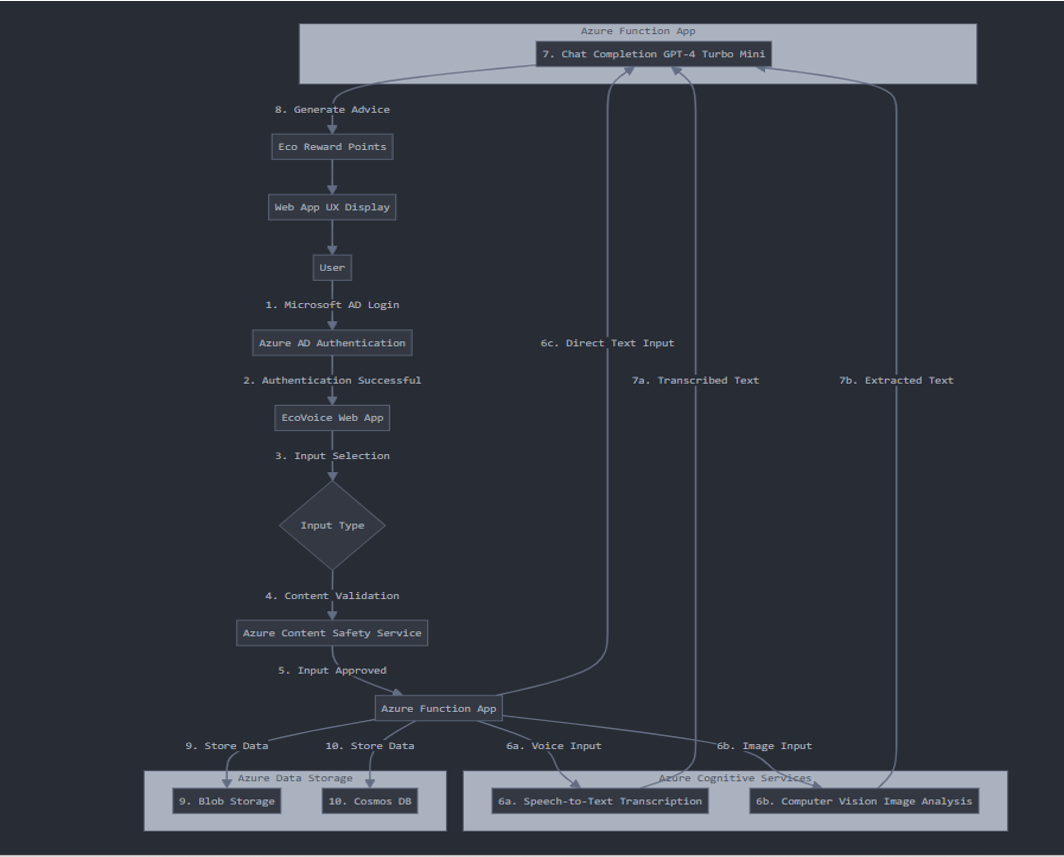 Azure Function App
7. Chat Completion GPT-4 Turbo Mini
8. Generate Advice
Eco Reward Points
Web App UX Display
User
1. Microsoft AD Login
Azure AD Authentication
6c. Direct Text Input
2. Authentication Successful
7a. Transcribed Text
7b. Extracted Text
EcoVoice Web App
3. Input Selection
Input Type
4. Content Validation
Azure Content Safety Service
5. Input Approved
Azure Function App
9. Store Data
10. Store Data
6a. Voice Input
6b. Image Input
Azure Data Storage
Azure Cognitive Services
9. Blob Storage
10. Cosmos DB
6a. Speech-to-Text Transcription
6b. Computer Vision Image Analysis